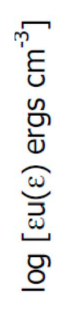 log [ εu(ε) ergs cm⁻³]